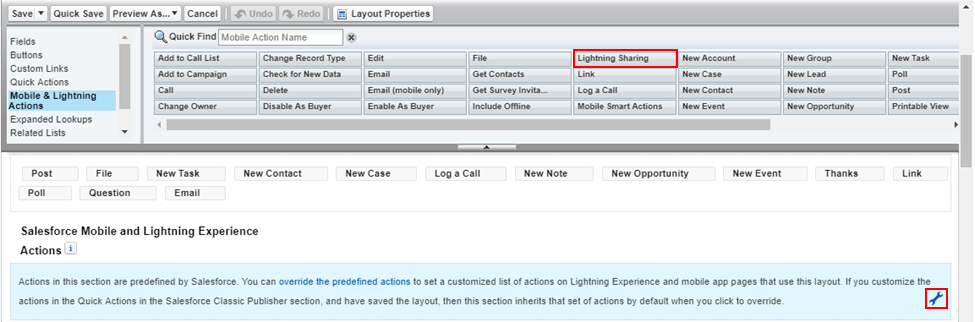 Save Quick Save Preview As... Cancel Undo Redo Layout Properties
Fields
Buttons
Custom Links
Quick Actions
Mobile & Lightning
Actions
Expanded Lookups
Related Lists
Quick Find Mobile Action Name
Add to Call List Change Record Type Edit File Lightning Sharing New Account New Group New Task
Add to Campaign Check for New Data Email Get Contacts Link New Case New Lead Poll
Call Delete Email (mobile only) Get Survey Invita... Log a Call New Contact New Note Post
Change Owner Disable As Buyer Enable As Buyer Include Offline Mobile Smart Actions New Event New Opportunity Printable View
Post File New Task New Contact New Case Log a Call New Note New Opportunity New Event Thanks Link
Poll Question Email
Salesforce Mobile and Lightning Experience
Actions i
Actions in this section are predefined by Salesforce. You can override the predefined actions to set a customized list of actions on Lightning Experience and mobile app pages that use this layout. If you customize
the actions in the Quick Actions in the Salesforce Classic Publisher section, and have saved the layout, then this section inherits that set of actions by default when you click to override.